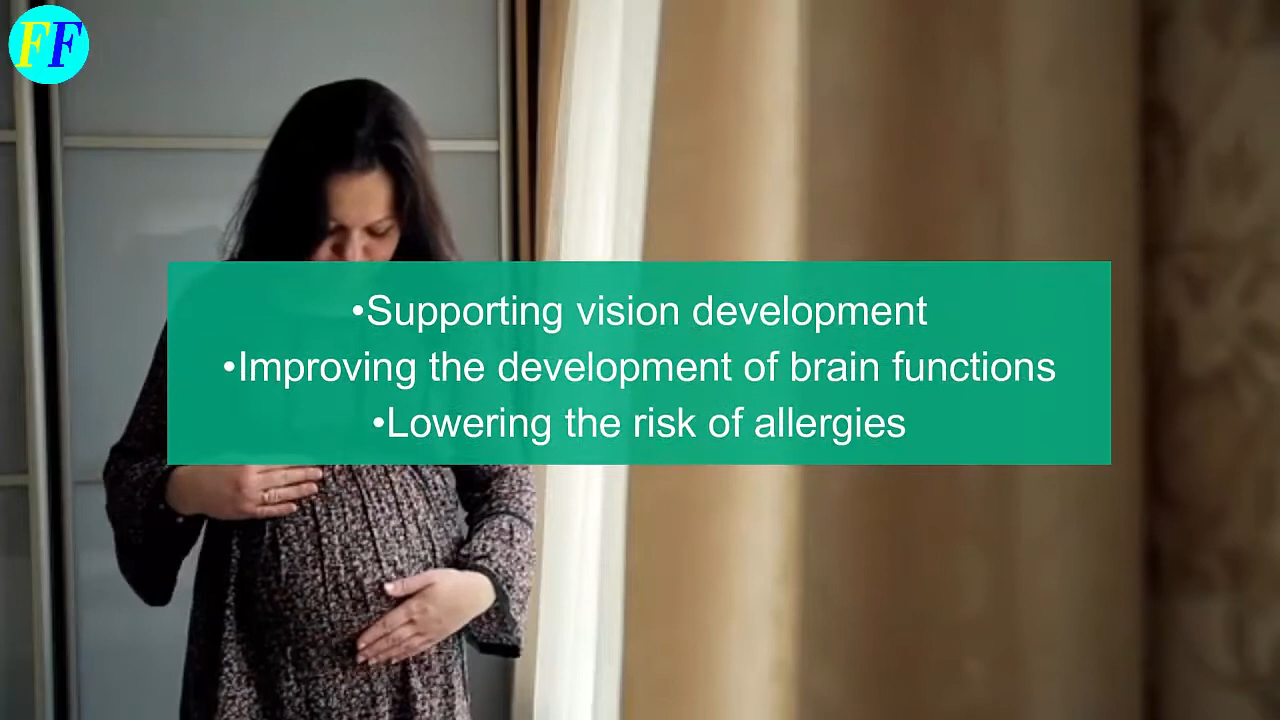 FF
•Supporting vision development
•Improving the development of brain functions
•Lowering the risk of allergies